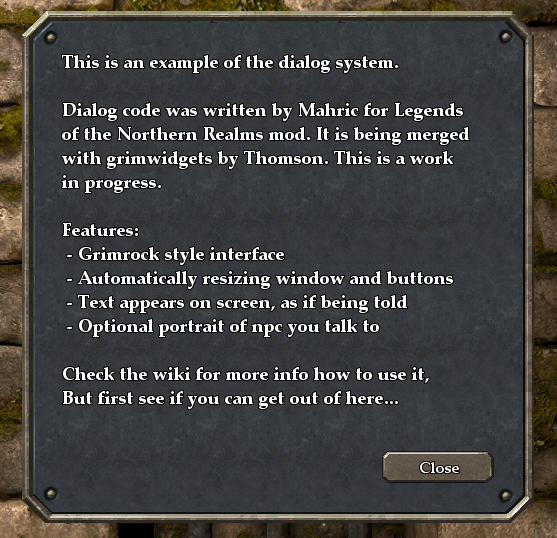 This is an example of the dialog system.
Dialog code was written by Mahric for Legends
of the Northern Realms mod. It is being merged
with grimwidgets by Thomson. This is a work
in progress.
Features:
- Grimrock style interface
- Automatically resizing window and buttons
- Text appears on screen, as if being told
- Optional portrait of npc you talk to
Check the wiki for more info how to use it,
But first see if you can get out of here...
Close